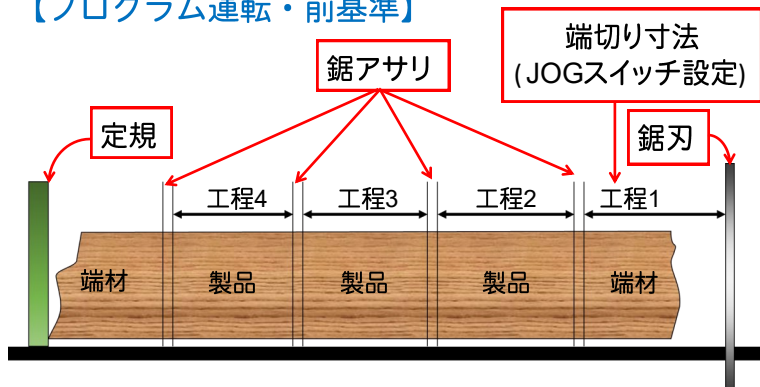 【プログラム運転・前基準】
端切り寸法
(JOGスイッチ設定)
鋸アサリ
定規
鋸刃
工程4
工程3
工程2
工程1
端材
製品
製品
製品
端材